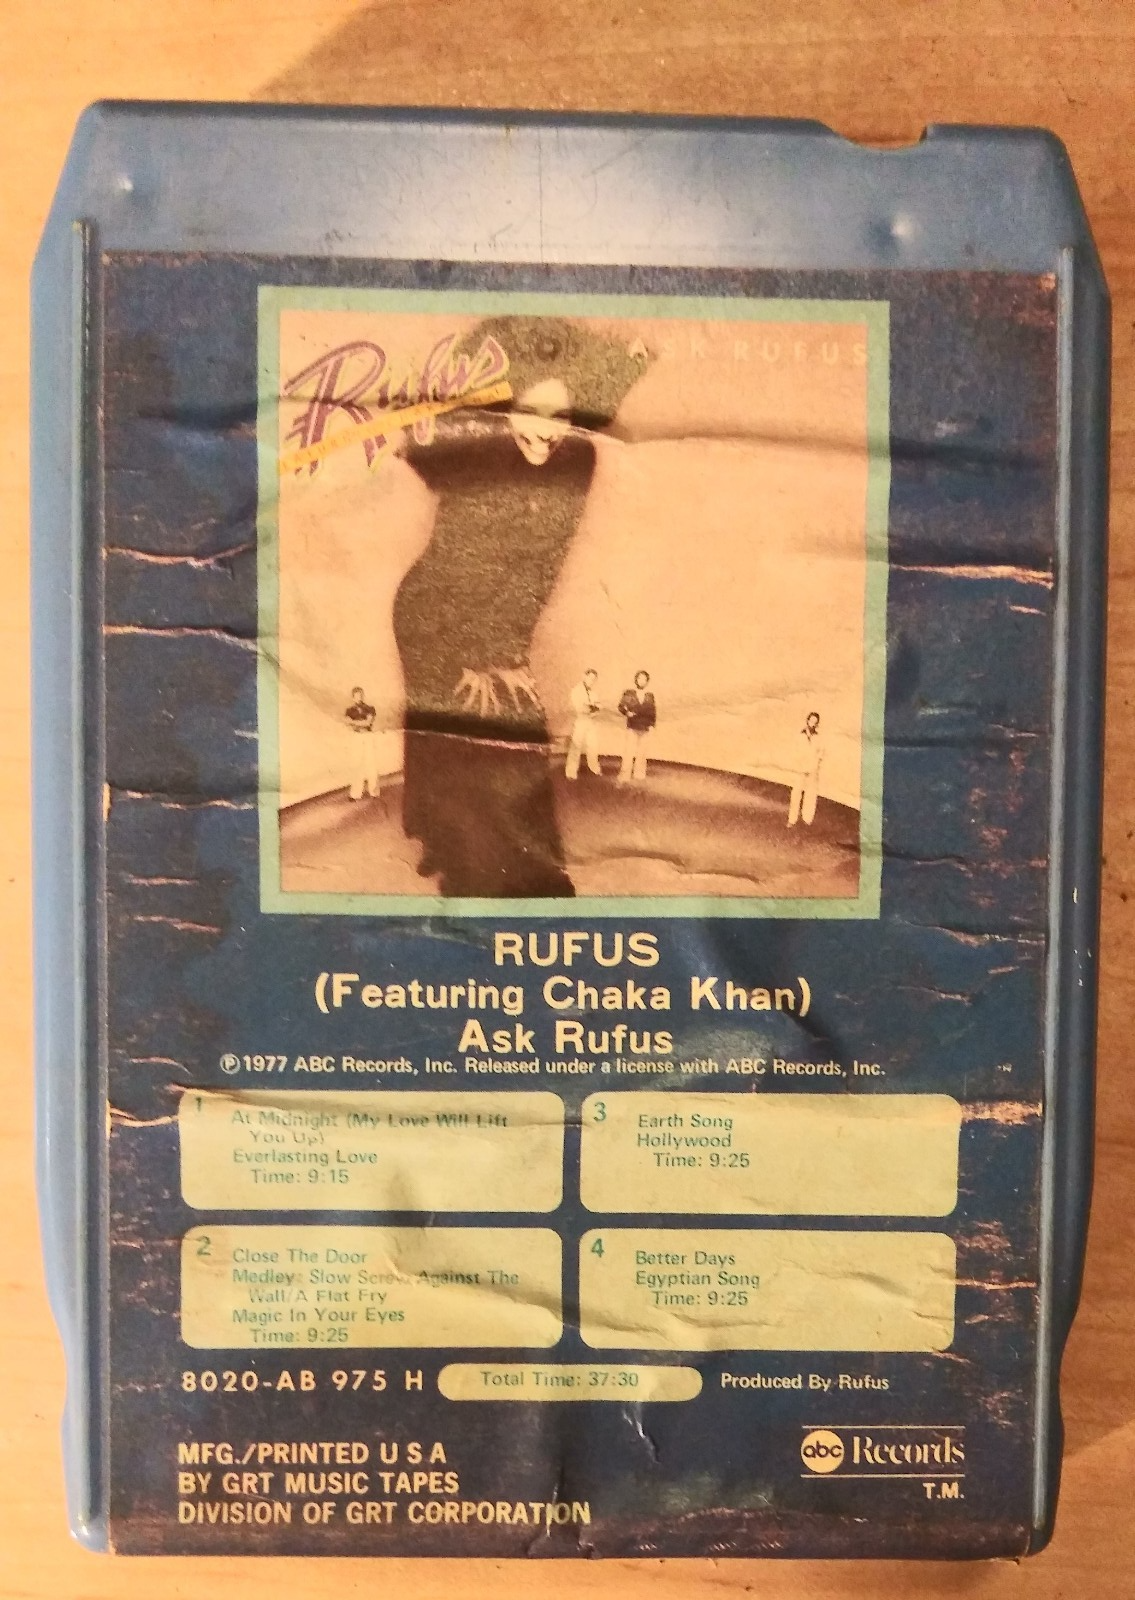 Rufus
ASK RUFUS
RUFUS
(Featuring Chaka Khan)
Ask Rufus
Ⓟ1977 ABC Records, Inc. Released under a license with ABC Records, Inc.
1
At Midnight (My Love Will Lift
You Up)
Everlasting Love
Time: 9:15
2
Close The Door
Medley: Slow Screw Against The
Wall/A Flat Fry
Magic In Your Eyes
Time: 9:25
3
Earth Song
Hollywood
Time: 9:25
4
Better Days
Egyptian Song
Time: 9:25
8020-AB 975 H
Total Time: 37:30
Produced By Rufus
MFG./PRINTED U S A
BY GRT MUSIC TAPES
DIVISION OF GRT CORPORATION
abc Records
T.M.